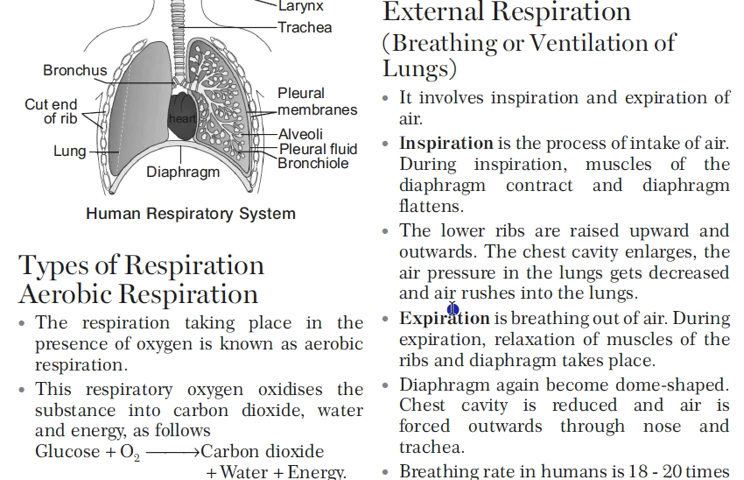 Larynx
Trachea
Bronchus
Cut end
of rib
Lung
heart
Pleural
membranes
Alveoli
Pleural fluid
Bronchiole
Diaphragm
Human Respiratory System
Types of Respiration
Aerobic Respiration
• The respiration taking place in the
presence of oxygen is known as aerobic
respiration.
• This respiratory oxygen oxidises the
substance into carbon dioxide, water
and energy, as follows
Glucose + O₂ ⟶ Carbon dioxide
+ Water + Energy.
External Respiration
(Breathing or Ventilation of
Lungs)
• It involves inspiration and expiration of
air.
• Inspiration is the process of intake of air.
During inspiration, muscles of the
diaphragm contract and diaphragm
flattens.
• The lower ribs are raised upward and
outwards. The chest cavity enlarges, the
air pressure in the lungs gets decreased
and air rushes into the lungs.
• Expiration is breathing out of air. During
expiration, relaxation of muscles of the
ribs and diaphragm takes place.
• Diaphragm again become dome-shaped.
Chest cavity is reduced and air is
forced outwards through nose and
trachea.
• Breathing rate in humans is 18 - 20 times